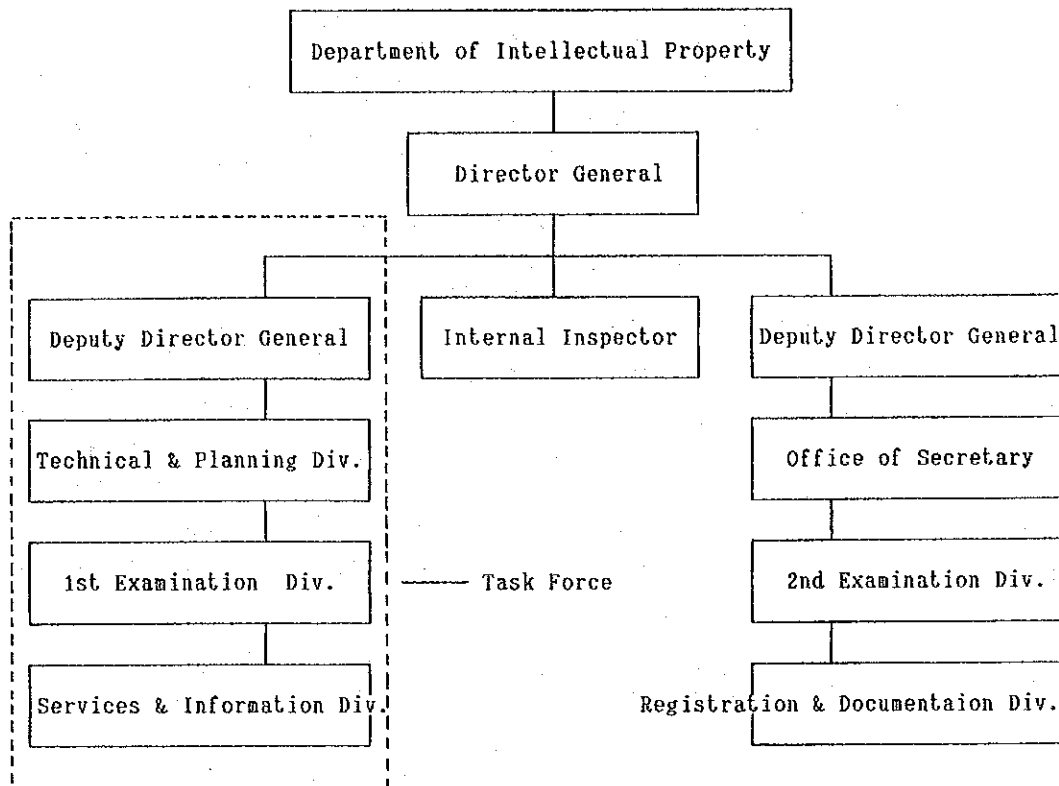 Department of Intellectual Property
Director General
Deputy Director General
Internal Inspector
Deputy Director General
Technical & Planning Div.
Office of Secretary
1st Examination Div.
Task Force
2nd Examination Div.
Services & Information Div.
Registration & Documentaion Div.